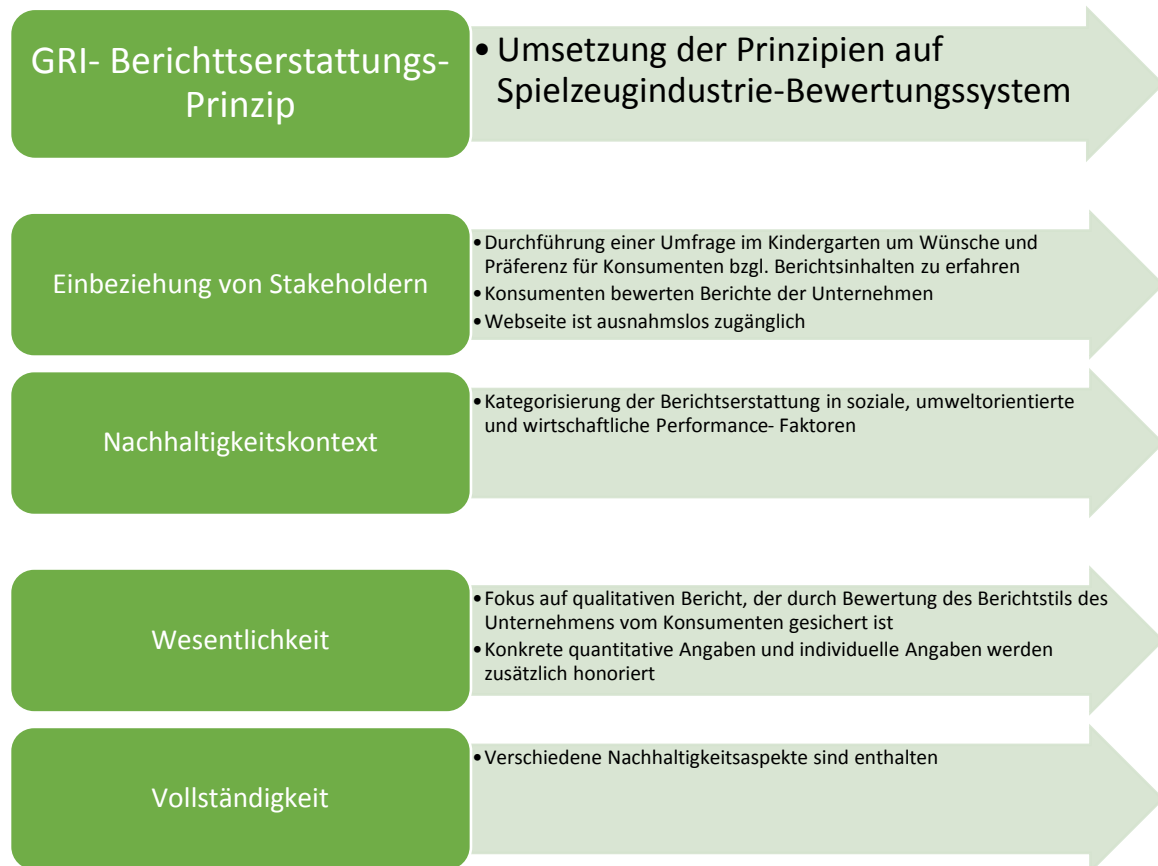 GRI- Berichttserstattungs-
Prinzip
• Umsetzung der Prinzipien auf
Spielzeugindustrie-Bewertungssystem
Einbeziehung von Stakeholdern
•Durchführung einer Umfrage im Kindergarten um Wünsche und
Präferenz für Konsumenten bzgl. Berichtsinhalten zu erfahren
•Konsumenten bewerten Berichte der Unternehmen
•Webseite ist ausnahmslos zugänglich
Nachhaltigkeitskontext
•Kategorisierung der Berichtserstattung in soziale, umweltorientierte
und wirtschaftliche Performance- Faktoren
Wesentlichkeit
•Fokus auf qualitativen Bericht, der durch Bewertung des Berichtstils des
Unternehmens vom Konsumenten gesichert ist
•Konkrete quantitative Angaben und individuelle Angaben werden
zusätzlich honoriert
Vollständigkeit
•Verschiedene Nachhaltigkeitsaspekte sind enthalten